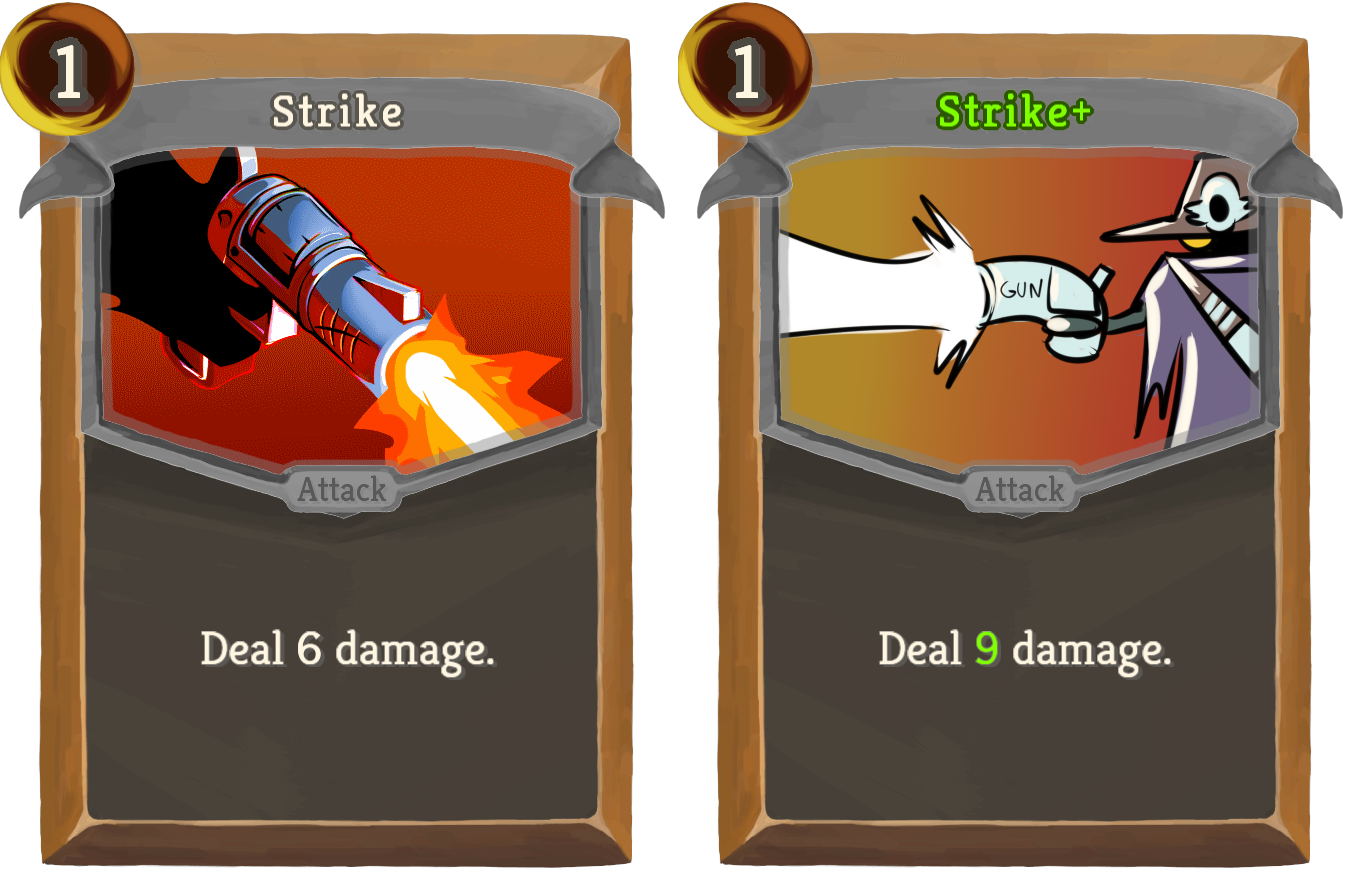 1
Strike
Attack
Deal 6 damage.
1
Strike+
GUN
Attack
Deal 9 damage.